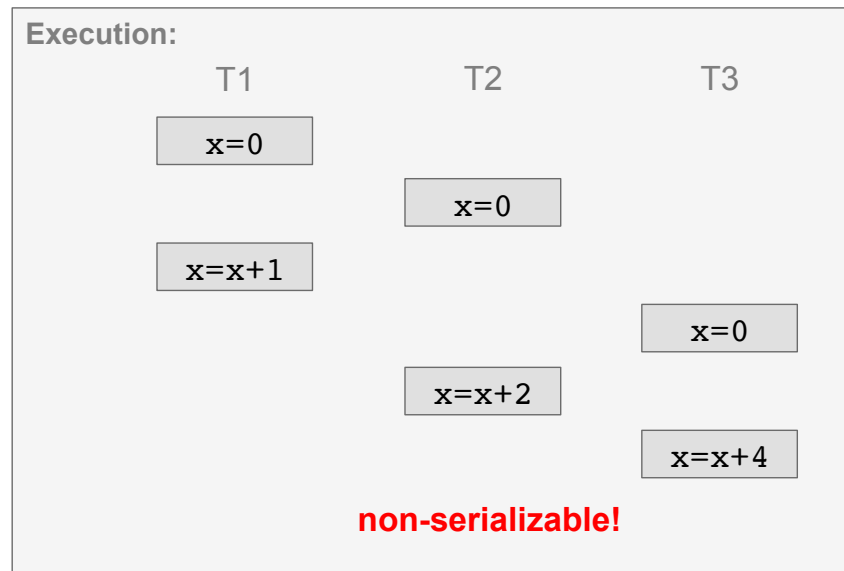 Execution:
T1 T2 T3
x=0
x=0
x=x+1
x=0
x=x+2
x=x+4
non-serializable!